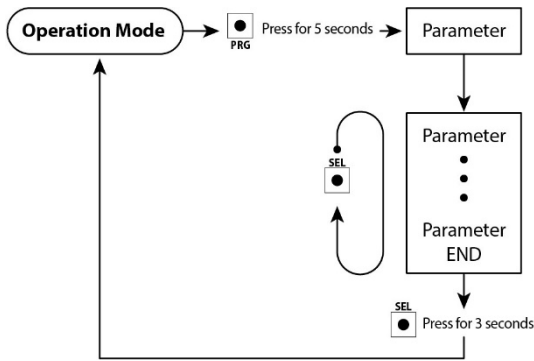 Operation Mode
PRG
Press for 5 seconds
Parameter
Parameter
SEL
Parameter
END
SEL
Press for 3 seconds